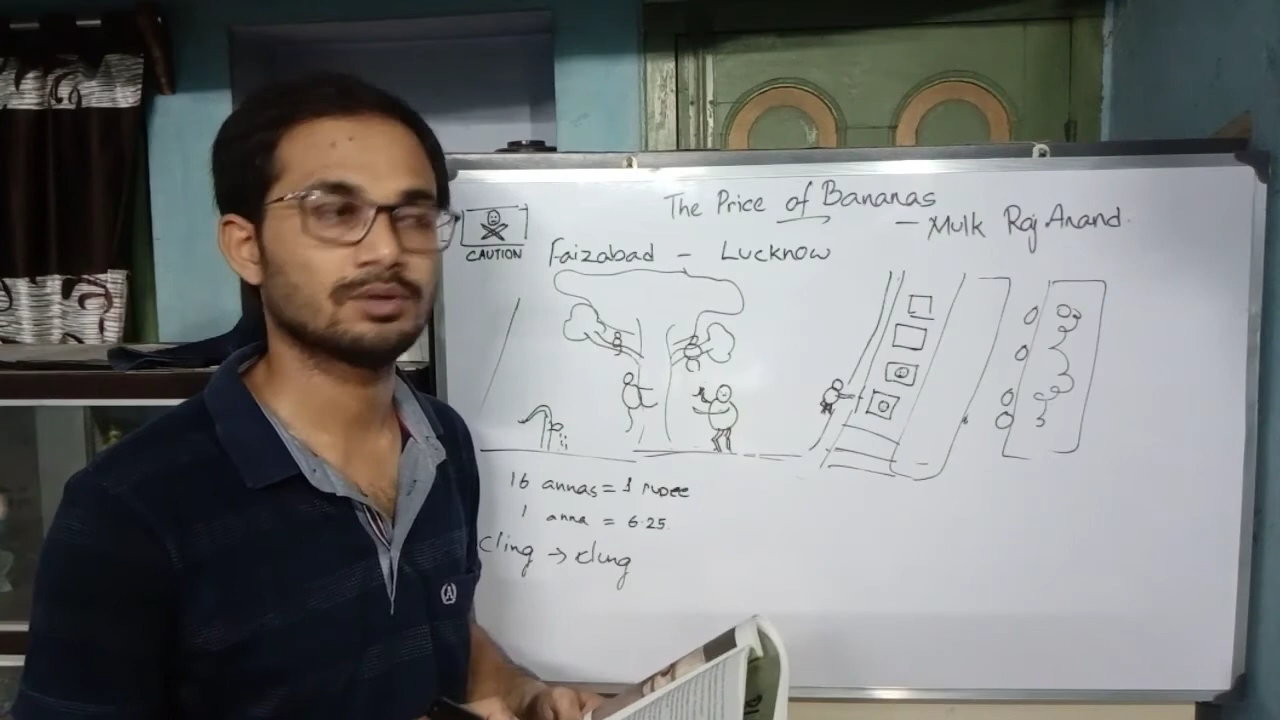 The Price of Bananas
- Mulk Raj Anand.
CAUTION
Faizabad - Lucknow
16 annas = 1 rupee
1 anna = 6.25.
Cling → clung
A